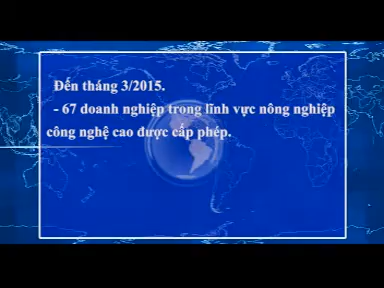 Đến tháng 3/2015.
- 67 doanh nghiệp trong lĩnh vực nông nghiệp
công nghệ cao được cấp phép.